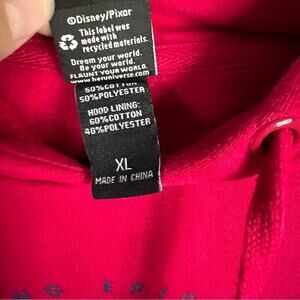 ©Disney/Pixar
This label was
made with
recycled materials.
Dream your world.
Be your world.
FLAUNT YOUR WORLD.
www.heruniverse.com
50%COTTON
50%POLYESTER
HOOD LINING:
60%COTTON
40%POLYESTER
XL
MADE IN CHINA